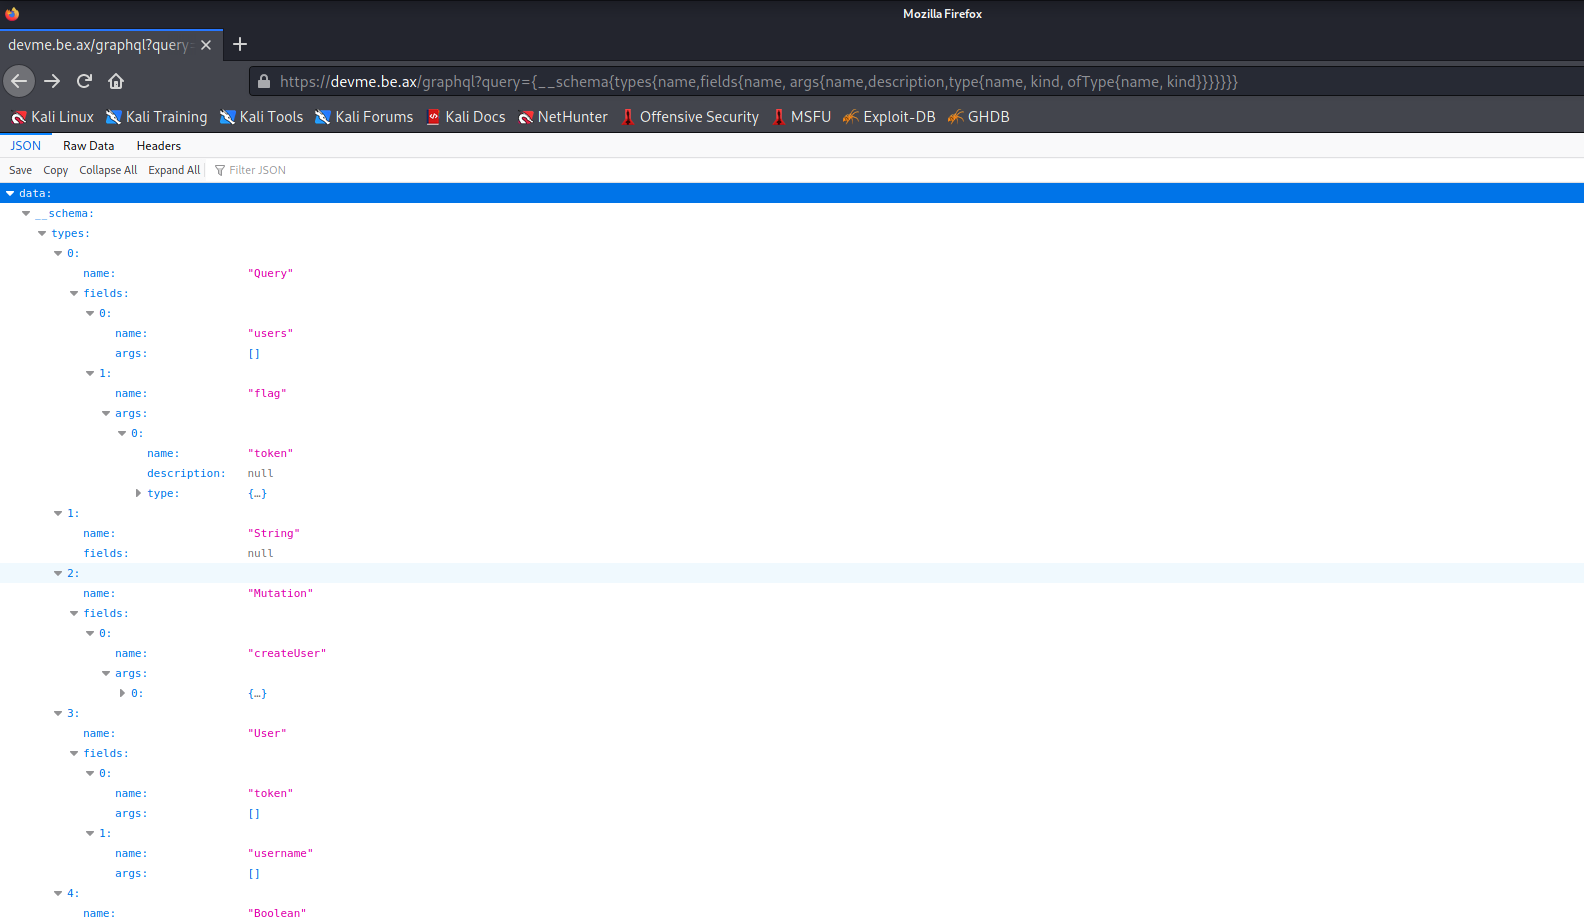 Mozilla Firefox
devme.be.ax/graphql?query=
https://devme.be.ax/graphql?query={__schema{types{name,fields{name, args{name,description,type{name, kind, ofType{name, kind}}}}}}}
Kali Linux Kali Training Kali Tools Kali Forums Kali Docs NetHunter Offensive Security MSFU Exploit-DB GHDB
JSON Raw Data Headers
Save Copy Collapse All Expand All Filter JSON
data:
__schema:
types:
0:
name: "Query"
fields:
0:
name: "users"
args: []
1:
name: "flag"
args:
0:
name: "token"
description: null
type: {…}
1:
name: "String"
fields: null
2:
name: "Mutation"
fields:
0:
name: "createUser"
args:
0: {…}
3:
name: "User"
fields:
0:
name: "token"
args: []
1:
name: "username"
args: []
4:
name: "Boolean"